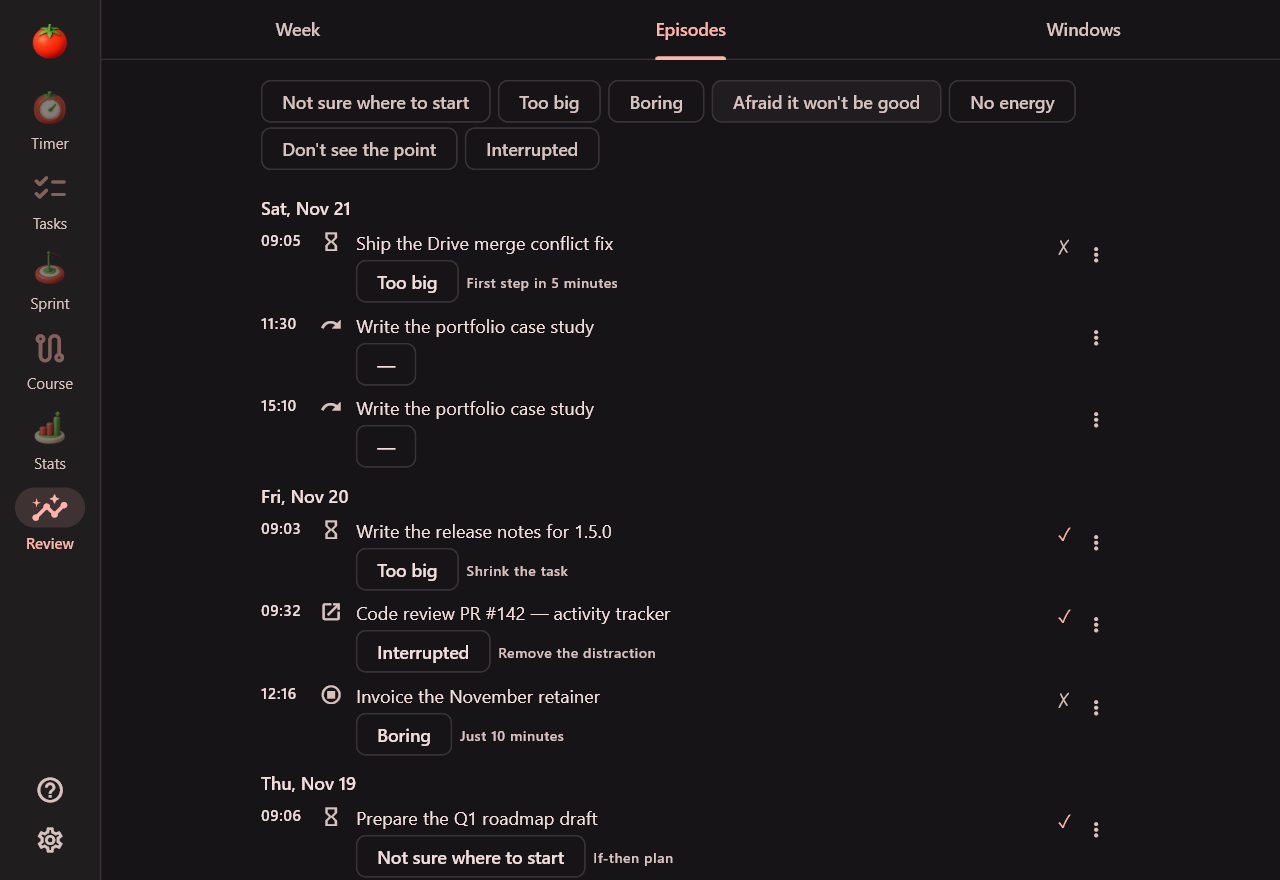 Week
Episodes
Windows
Timer
Tasks
Sprint
Course
Stats
Review
Not sure where to start
Too big
Boring
Afraid it won't be good
No energy
Don't see the point
Interrupted
Sat, Nov 21
09:05 Ship the Drive merge conflict fix ✗
Too big First step in 5 minutes
11:30 Write the portfolio case study
—
15:10 Write the portfolio case study
—
Fri, Nov 20
09:03 Write the release notes for 1.5.0 ✓
Too big Shrink the task
09:32 Code review PR #142 — activity tracker ✓
Interrupted Remove the distraction
12:16 Invoice the November retainer ✗
Boring Just 10 minutes
Thu, Nov 19
09:06 Prepare the Q1 roadmap draft ✓
Not sure where to start If-then plan